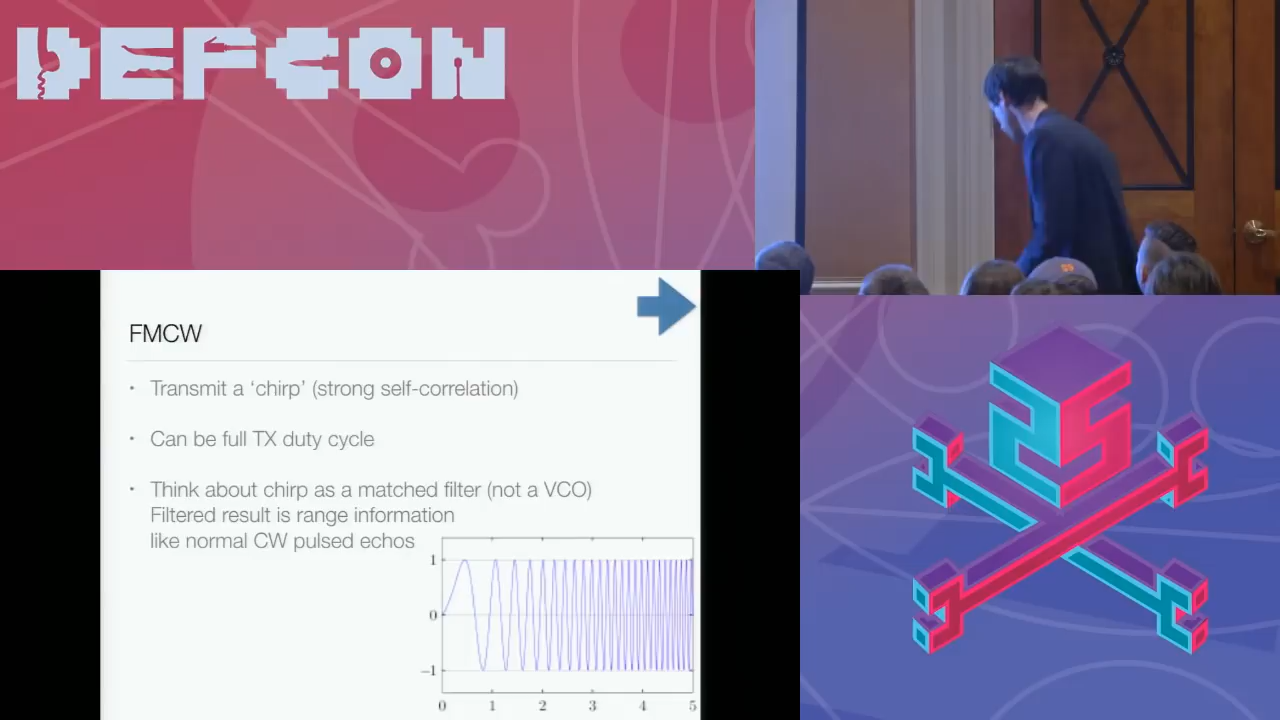 DEFCON
FMCW
• Transmit a ‘chirp’ (strong self-correlation)
• Can be full TX duty cycle
• Think about chirp as a matched filter (not a VCO)
Filtered result is range information
like normal CW pulsed echos
1
0
−1
0 1 2 3 4 5
25